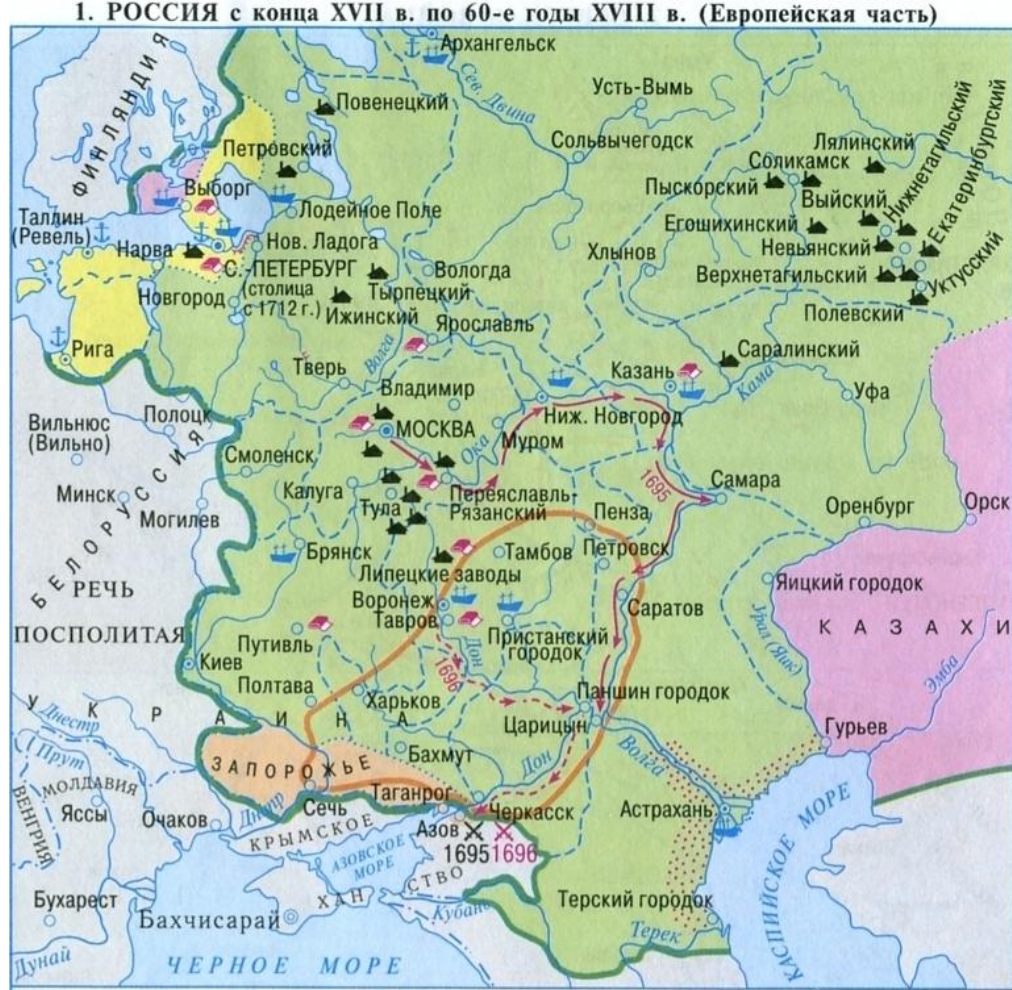 1. РОССИЯ с конца XVII в. по 60-е годы XVIII в. (Европейская часть)
Архангельск
Сев. Двина
ФИНЛЯНДИЯ
Повенецкий
Усть-Вымь
Сольвычегодск
Петровский
Лялинский
Соликамск
Нижнетагильский
Екатеринбургский
Пыскорский
Выйский
Выборг
Лодейное Поле
Таллин
(Ревель)
Егошихинский
Нарва
Нов. Ладога
Невьянский
С.-ПЕТЕРБУРГ
(столица
с 1712 г.)
Вологда
Хлынов
Верхнетагильский
Уктусский
Новгород
Тырпецкий
Ижинский
Полевский
Ярославль
Рига
Волга
Саралинский
Тверь
Казань
Кама
Владимир
Уфа
Полоцк
Вильнюс
(Вильно)
МОСКВА
Ока
Муром
Ниж. Новгород
Смоленск
БЕЛОРУССИЯ
Минск
Калуга
Переяславль-
Рязанский
1695
Самара
Тула
Пенза
Оренбург
Орск
Могилев
Брянск
Тамбов
Петровск
Липецкие заводы
РЕЧЬ
ПОСПОЛИТАЯ
Яицкий городок
Воронеж
Тавров
Саратов
Урал (Яик)
КАЗАХИ
Путивль
Дон
Пристанский
городок
Киев
1696
Эмба
Полтава
Харьков
Паншин городок
УКРАИНА
Царицын
Днестр
Гурьев
Бахмут
Волга
Прут
ЗАПОРОЖЬЕ
Дон
МОЛДАВИЯ
Таганрог
Астрахань
ВЕНГРИЯ
Яссы
Очаков
Днепр
Сечь
Черкасск
КРЫМСКОЕ
Азов
1695 1696
АЗОВСКОЕ
МОРЕ
ХАНСТВО
КАСПИЙСКОЕ МОРЕ
Бухарест
Бахчисарай
Кубань
Терский городок
Терек
Дунай
ЧЕРНОЕ МОРЕ